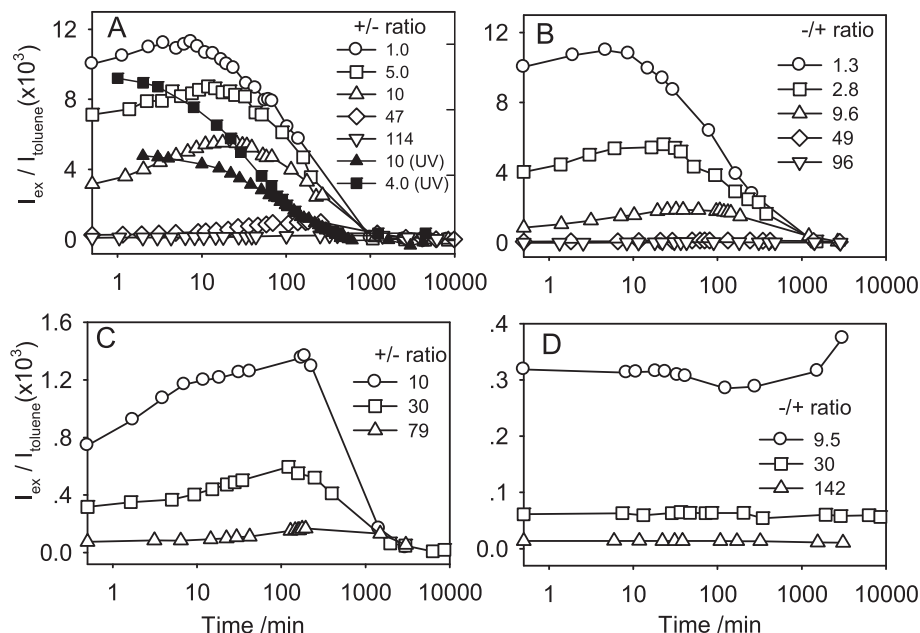 A
+/- ratio
1.0
5.0
10
47
114
10 (UV)
4.0 (UV)
12
8
4
0
1 10 100 1000 10000
I_ex / I_toluene(x10³)
B
-/+ ratio
1.3
2.8
9.6
49
96
12
8
4
0
1 10 100 1000 10000
C
+/- ratio
10
30
79
1.6
1.2
.8
.4
0.0
1 10 100 1000 10000
I_ex / I_toluene(x10³)
Time /min
D
-/+ ratio
9.5
30
142
.4
.3
.2
.1
0.0
1 10 100 1000 10000
Time /min